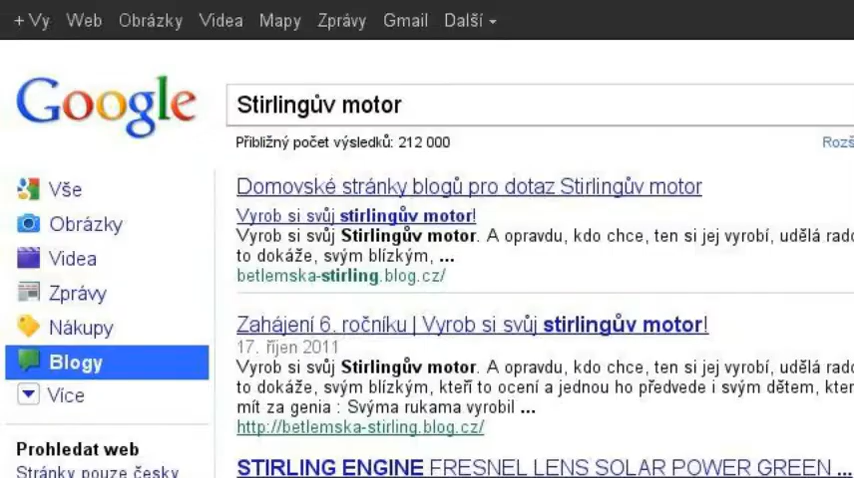 + Vy Web Obrázky Videa Mapy Zprávy Gmail Další
Google
Stirlingův motor
Přibližný počet výsledků: 212 000
Vše
Obrázky
Videa
Zprávy
Nákupy
Blogy
Více
Prohledat web
Stránky pouze česky
Domovské stránky blogů pro dotaz Stirlingův motor
Vyrob si svůj stirlingův motor!
Vyrob si svůj Stirlingův motor. A opravdu, kdo chce, ten si jej vyrobí, udělá
to dokáže, svým blízkým, ...
betlemska-stirling.blog.cz/
Zahájení 6. ročníku | Vyrob si svůj stirlingův motor!
17. říjen 2011
Vyrob si svůj Stirlingův motor. A opravdu, kdo chce, ten si jej vyrobí, udělá
to dokáže, svým blízkým, kteří to ocení a jednou ho předvede i svým dětem,
mít za genia : Svýma rukama vyrobil ...
http://betlemska-stirling.blog.cz/
STIRLING ENGINE FRESNEL LENS SOLAR POWER GREEN ...